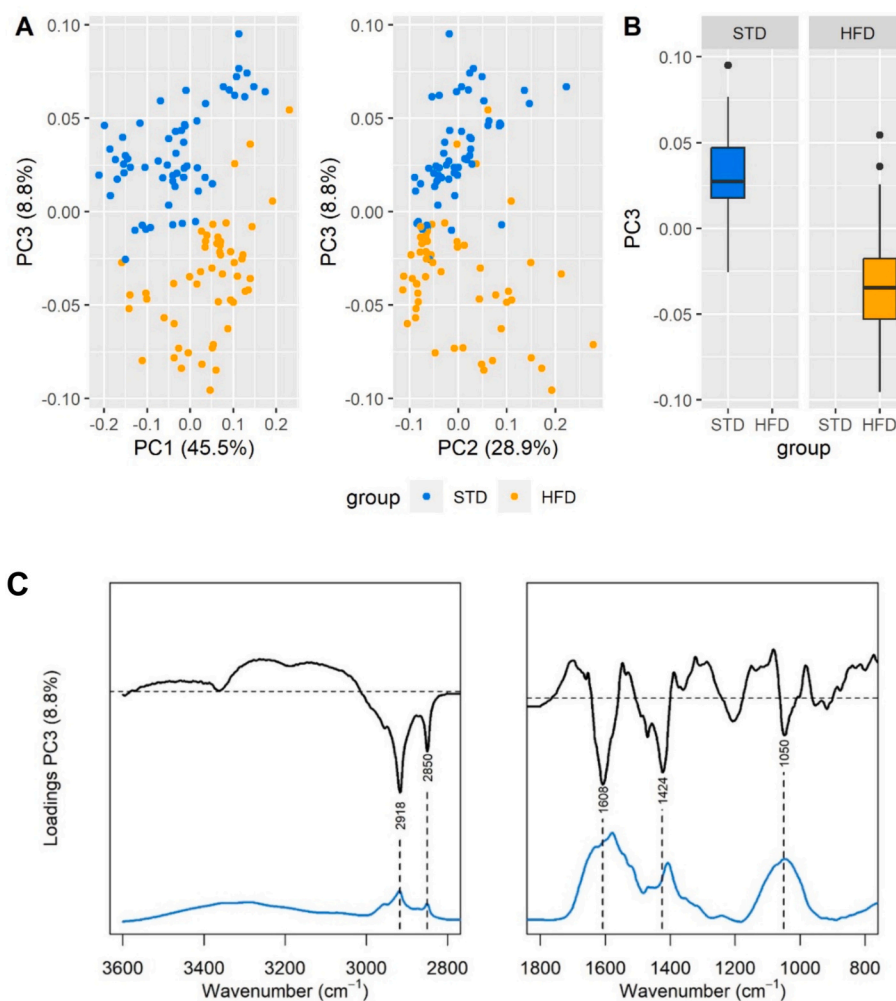 A
0.10
0.05
0.00
-0.05
-0.10
PC3 (8.8%)
-0.2 -0.1 0.0 0.1 0.2
PC1 (45.5%)
0.10
0.05
0.00
-0.05
-0.10
PC3 (8.8%)
-0.1 0.0 0.1 0.2
PC2 (28.9%)
B
STD HFD
0.10
0.05
0.00
-0.05
-0.10
PC3
STD HFD STD HFD
group
group STD HFD
C
Loadings PC3 (8.8%)
2918
2850
1608
1424
1050
3600 3400 3200 3000 2800
Wavenumber (cm⁻¹)
1800 1600 1400 1200 1000 800
Wavenumber (cm⁻¹)